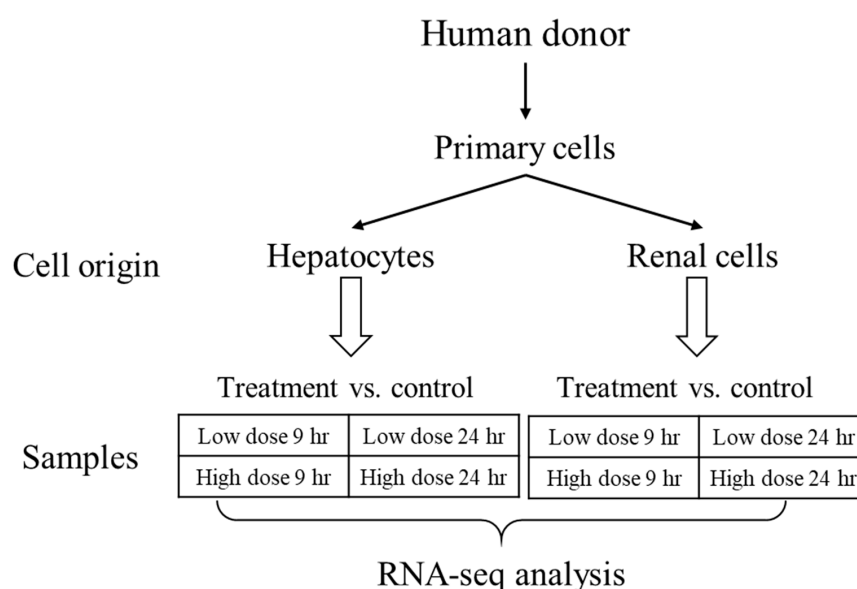 Human donor
Primary cells
Cell origin
Hepatocytes
Renal cells
Treatment vs. control
Treatment vs. control
Samples
Low dose 9 hr
Low dose 24 hr
Low dose 9 hr
Low dose 24 hr
High dose 9 hr
High dose 24 hr
High dose 9 hr
High dose 24 hr
RNA-seq analysis